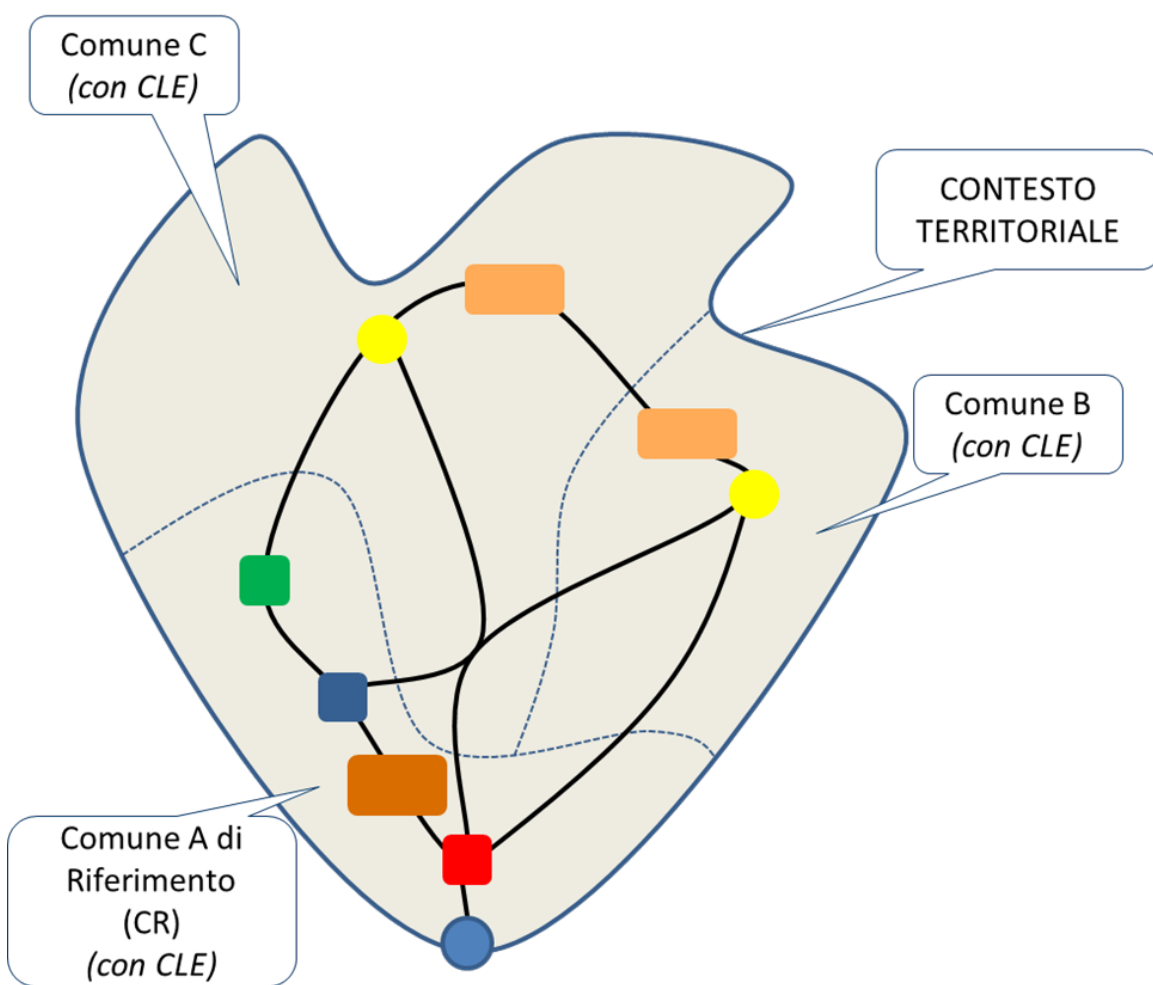 Comune C
(con CLE)
CONTESTO
TERRITORIALE
Comune B
(con CLE)
Comune A di
Riferimento
(CR)
(con CLE)